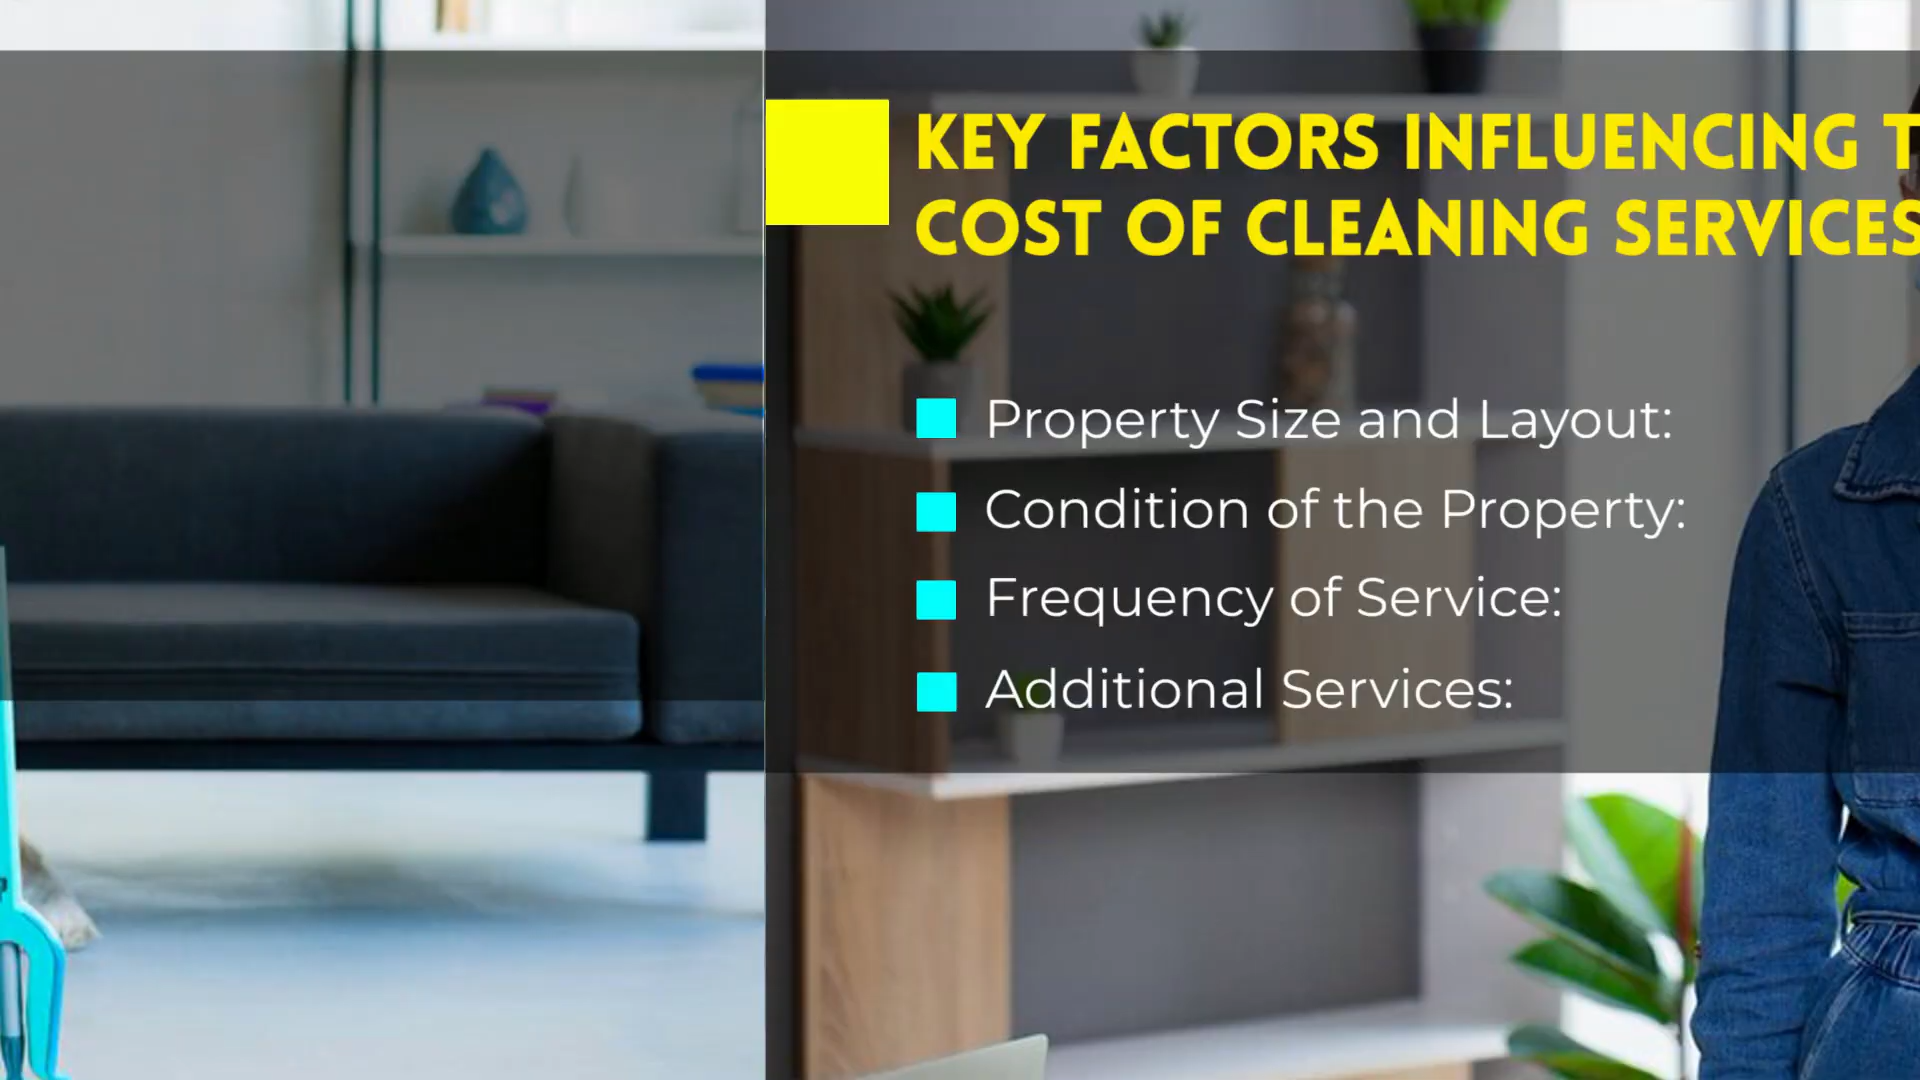 KEY FACTORS INFLUENCING T
COST OF CLEANING SERVICES
Property Size and Layout:
Condition of the Property:
Frequency of Service:
Additional Services: